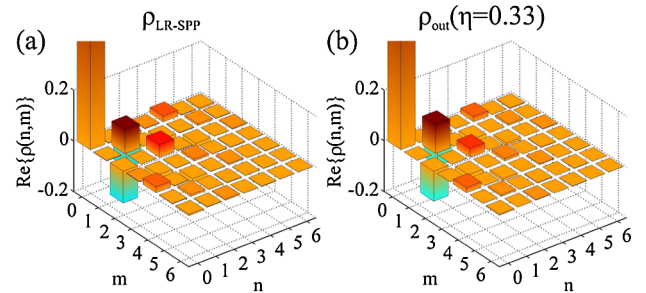 (a) ρLR-SPP
0.2
0
-0.2
Re{ρ(n,m)}
0 1 2 3 4 5 6
m
0 1 2 3 4 5 6
n
(b) ρout(η=0.33)
0.2
0
-0.2
Re{ρ(n,m)}
0 1 2 3 4 5 6
m
0 1 2 3 4 5 6
n